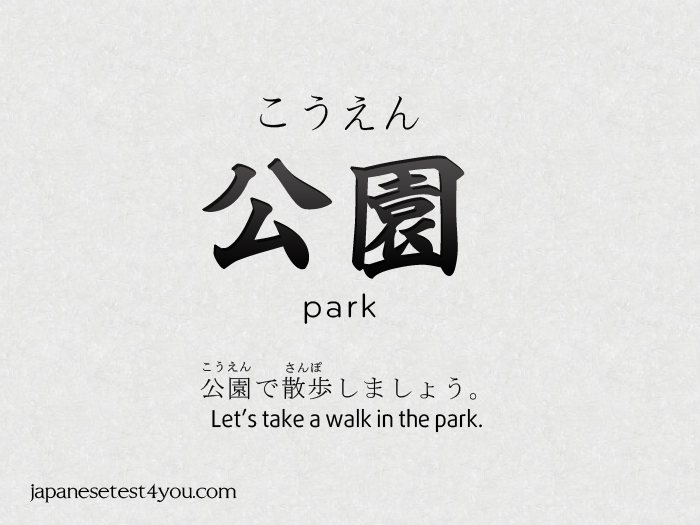 こうえん
公園
park
こうえん さんぽ
公園で散歩しましょう。
Let's take a walk in the park.
japanesetest4you.com